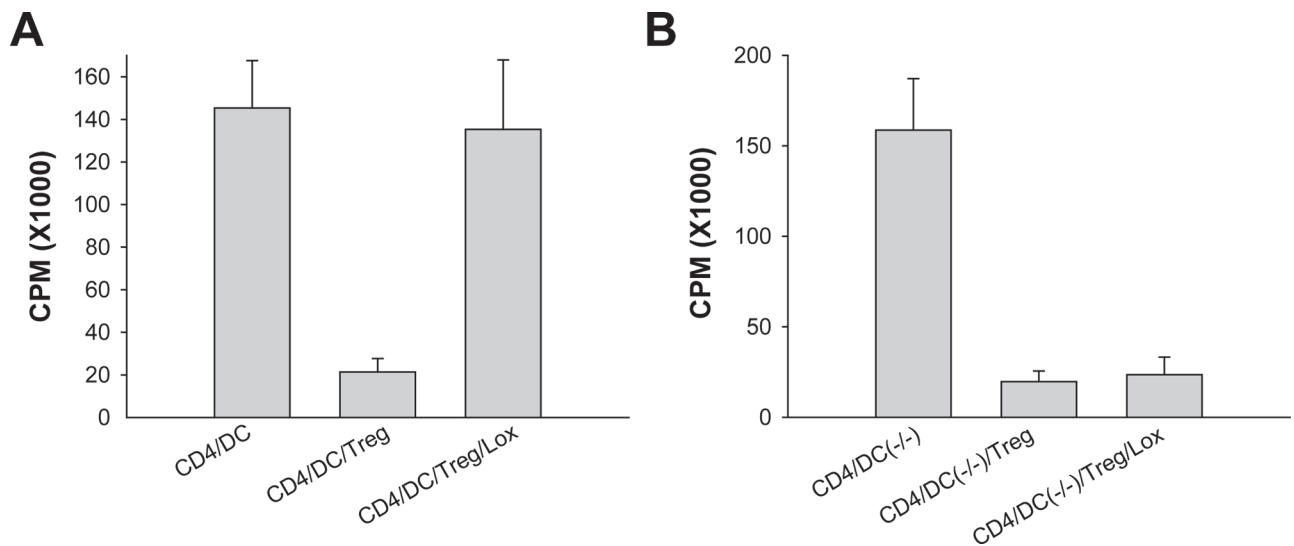 A
CPM (X1000)
160
140
120
100
80
60
40
20
0
CD4/DC
CD4/DC/Treg
CD4/DC/Treg/Lox
B
CPM (X1000)
200
150
100
50
0
CD4/DC(-/-)
CD4/DC(-/-)/Treg
CD4/DC(-/-)/Treg/Lox